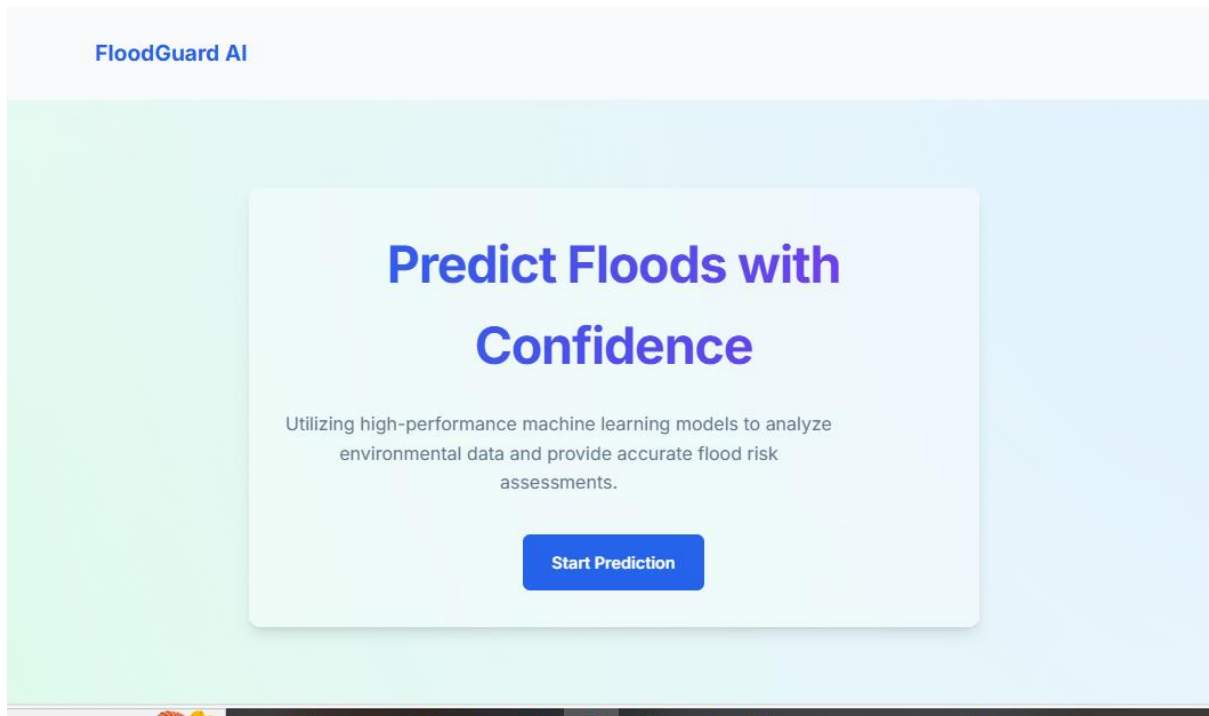 FloodGuard AI
Predict Floods with
Confidence
Utilizing high-performance machine learning models to analyze
environmental data and provide accurate flood risk
assessments.
Start Prediction